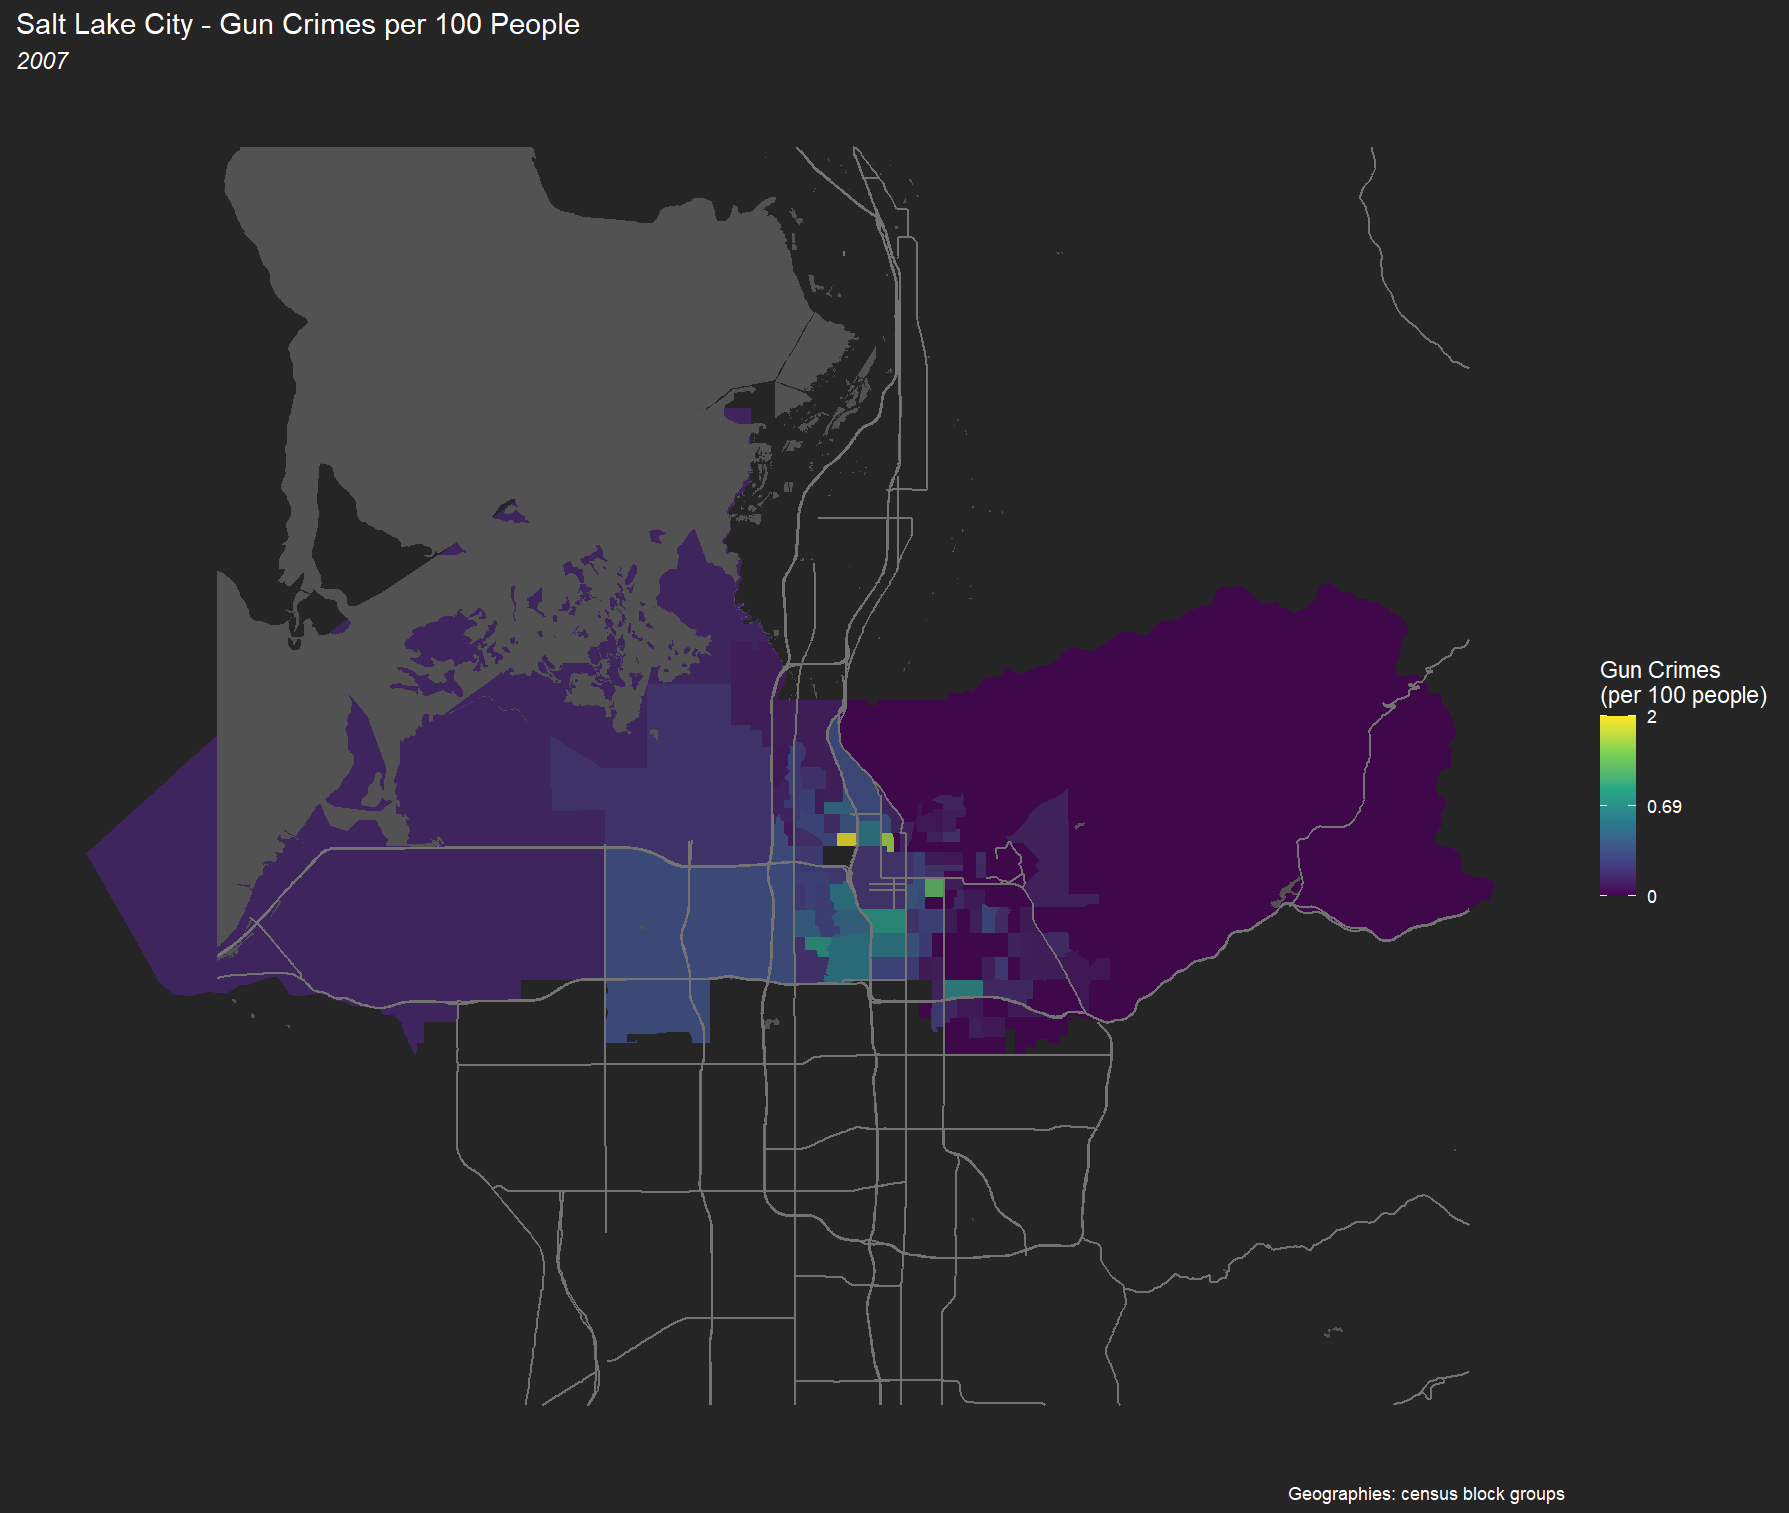 Salt Lake City - Gun Crimes per 100 People
2007
Gun Crimes
(per 100 people)
2
0.69
0
Geographies: census block groups